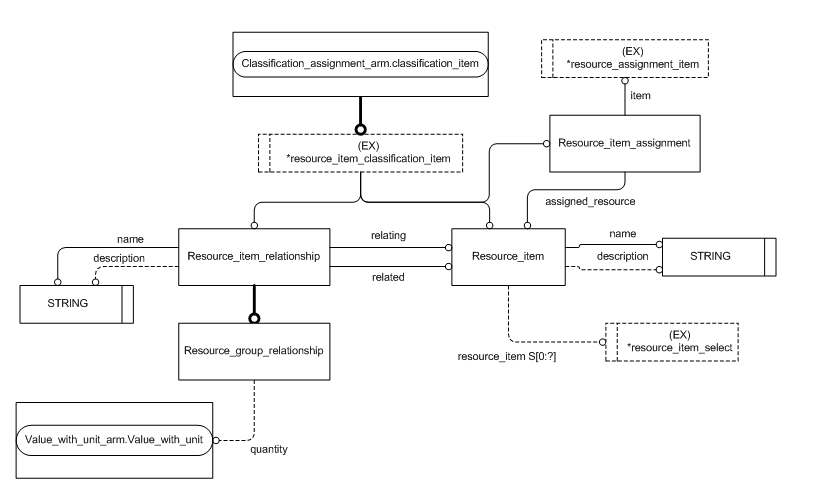 Classification_assignment_arm.classification_item
(EX)
*resource_assignment_item
item
(EX)
*resource_item_classification_item
Resource_item_assignment
assigned_resource
name
description
STRING
Resource_item_relationship
relating
related
Resource_item
name
description
STRING
Resource_group_relationship
resource_item S[0:?]
(EX)
*resource_item_select
Value_with_unit_arm.Value_with_unit
quantity